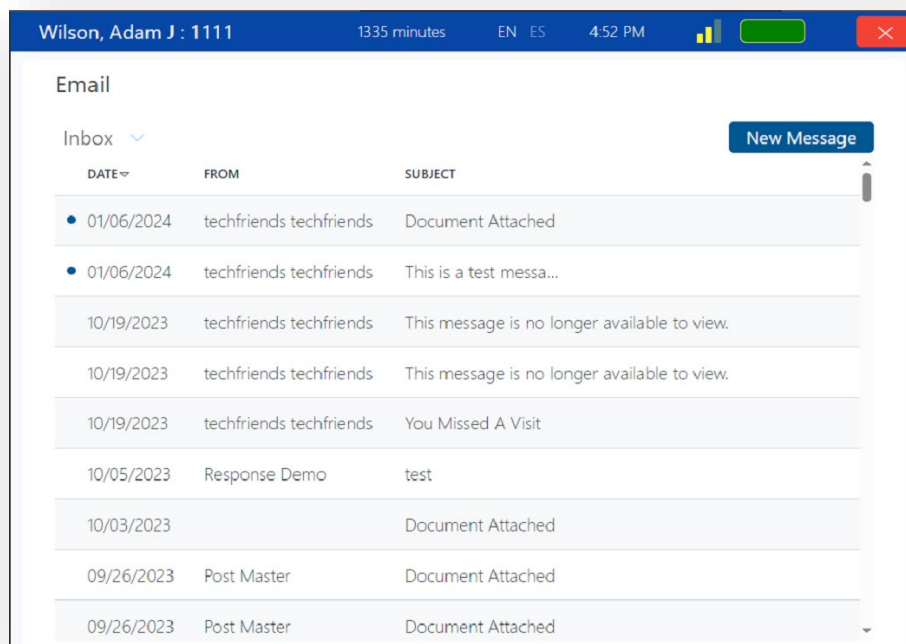 Wilson, Adam J : 1111 1335 minutes EN ES 4:52 PM
Email
Inbox New Message
DATE FROM SUBJECT
01/06/2024 techfriends techfriends Document Attached
01/06/2024 techfriends techfriends This is a test messa...
10/19/2023 techfriends techfriends This message is no longer available to view.
10/19/2023 techfriends techfriends This message is no longer available to view.
10/19/2023 techfriends techfriends You Missed A Visit
10/05/2023 Response Demo test
10/03/2023 Document Attached
09/26/2023 Post Master Document Attached
09/26/2023 Post Master Document Attached